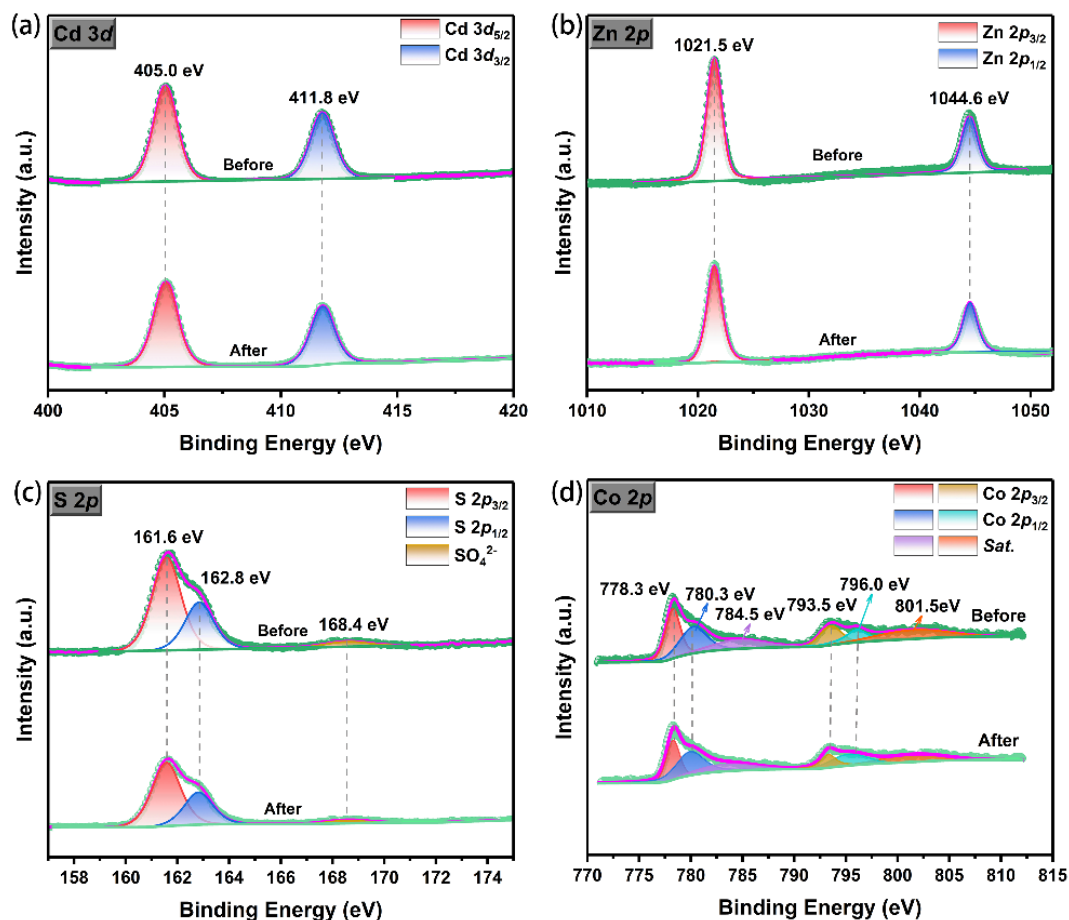 (a)
Cd 3d
Cd 3d5/2
Cd 3d3/2
405.0 eV
411.8 eV
Before
After
Intensity (a.u.)
400 405 410 415 420
Binding Energy (eV)
(b)
Zn 2p
Zn 2p3/2
Zn 2p1/2
1021.5 eV
1044.6 eV
Before
After
Intensity (a.u.)
1010 1020 1030 1040 1050
Binding Energy (eV)
(c)
S 2p
S 2p3/2
S 2p1/2
SO4 2-
161.6 eV
162.8 eV
Before
168.4 eV
After
Intensity (a.u.)
158 160 162 164 166 168 170 172 174
Binding Energy (eV)
(d)
Co 2p
Co 2p3/2
Co 2p1/2
Sat.
778.3 eV
780.3 eV
784.5 eV
793.5 eV
796.0 eV
801.5eV
Before
After
Intensity (a.u.)
770 775 780 785 790 795 800 805 810 815
Binding Energy (eV)